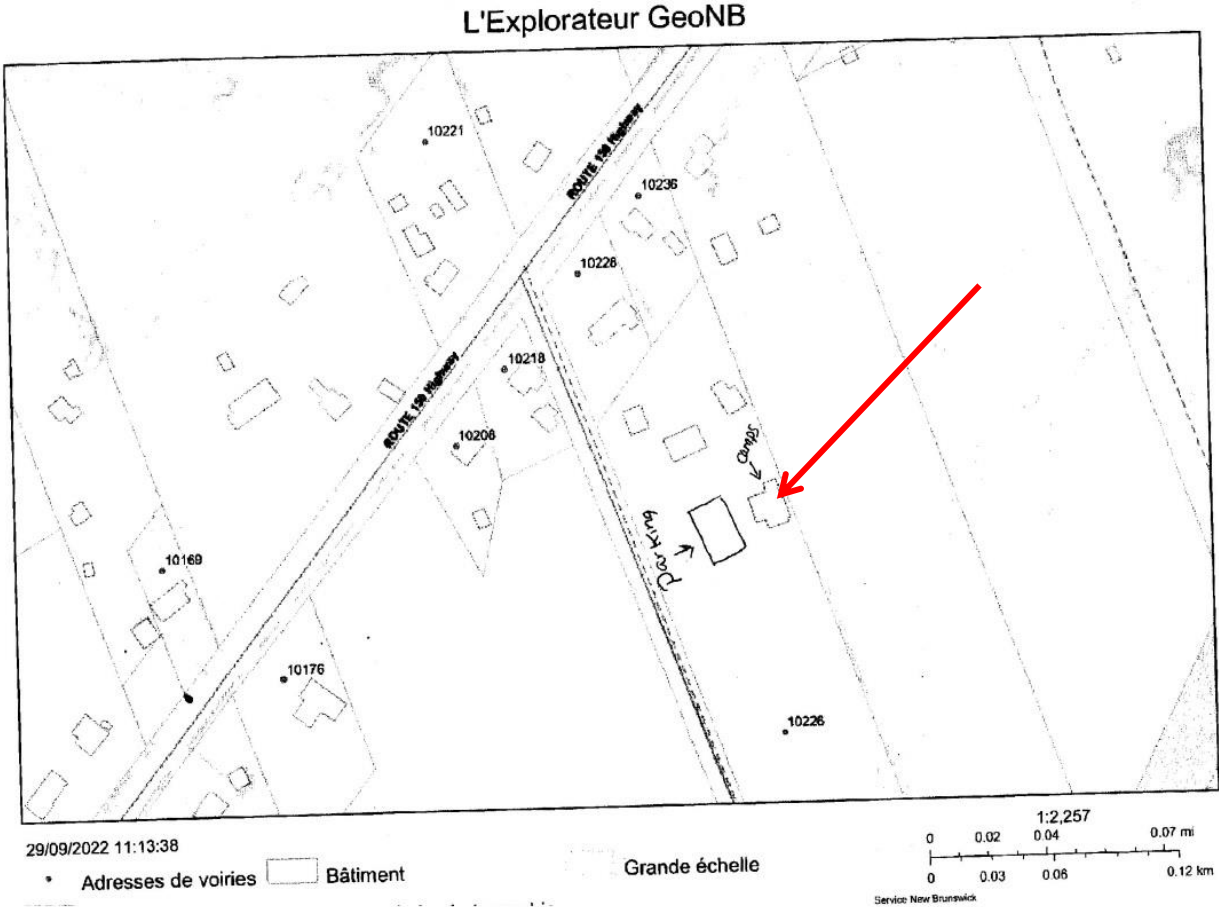 L'Explorateur GeoNB
10221
ROUTE 150 Highway
10236
10228
10218
ROUTE 150 Highway
10208
Camps
Parking
10169
10176
10226
29/09/2022 11:13:38
Adresses de voiries
Bâtiment
Grande échelle
1:2,257
0 0.02 0.04 0.07 mi
0 0.03 0.06 0.12 km
Service New Brunswick